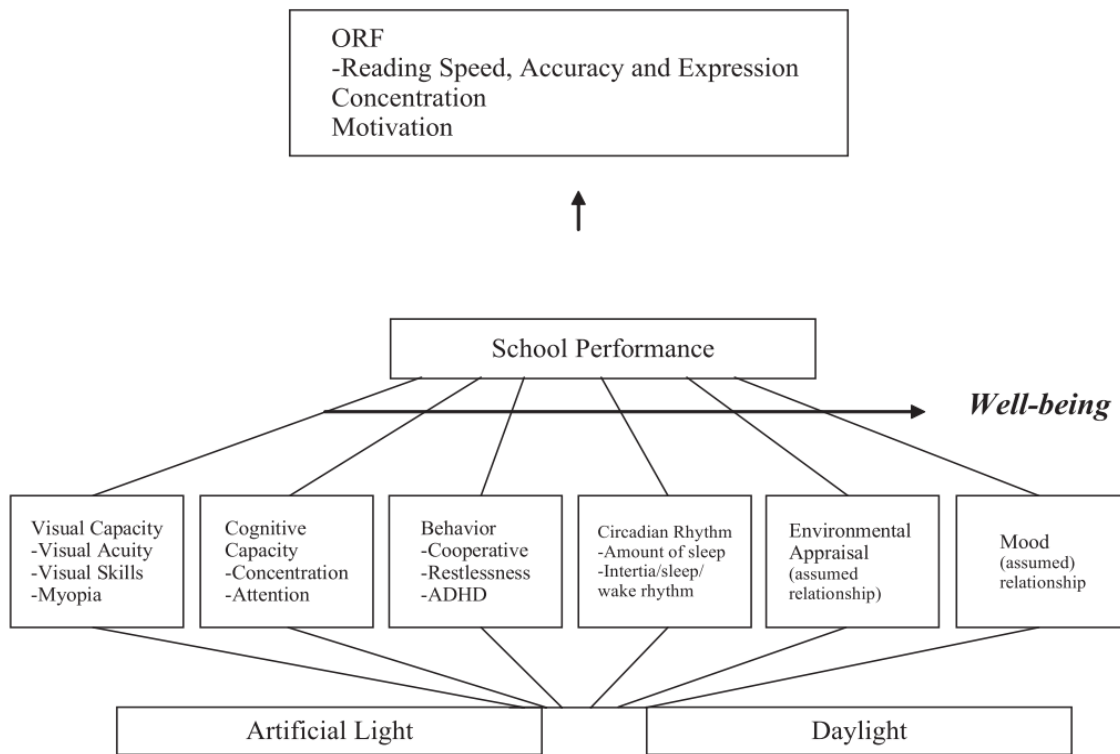 ORF
-Reading Speed, Accuracy and Expression
Concentration
Motivation
School Performance
Well-being
Visual Capacity
-Visual Acuity
-Visual Skills
-Myopia
Cognitive
Capacity
-Concentration
-Attention
Behavior
-Cooperative
-Restlessness
-ADHD
Circadian Rhythm
-Amount of sleep
-Intertia/sleep/
wake rhythm
Environmental
Appraisal
(assumed
relationship)
Mood
(assumed)
relationship
Artificial Light
Daylight